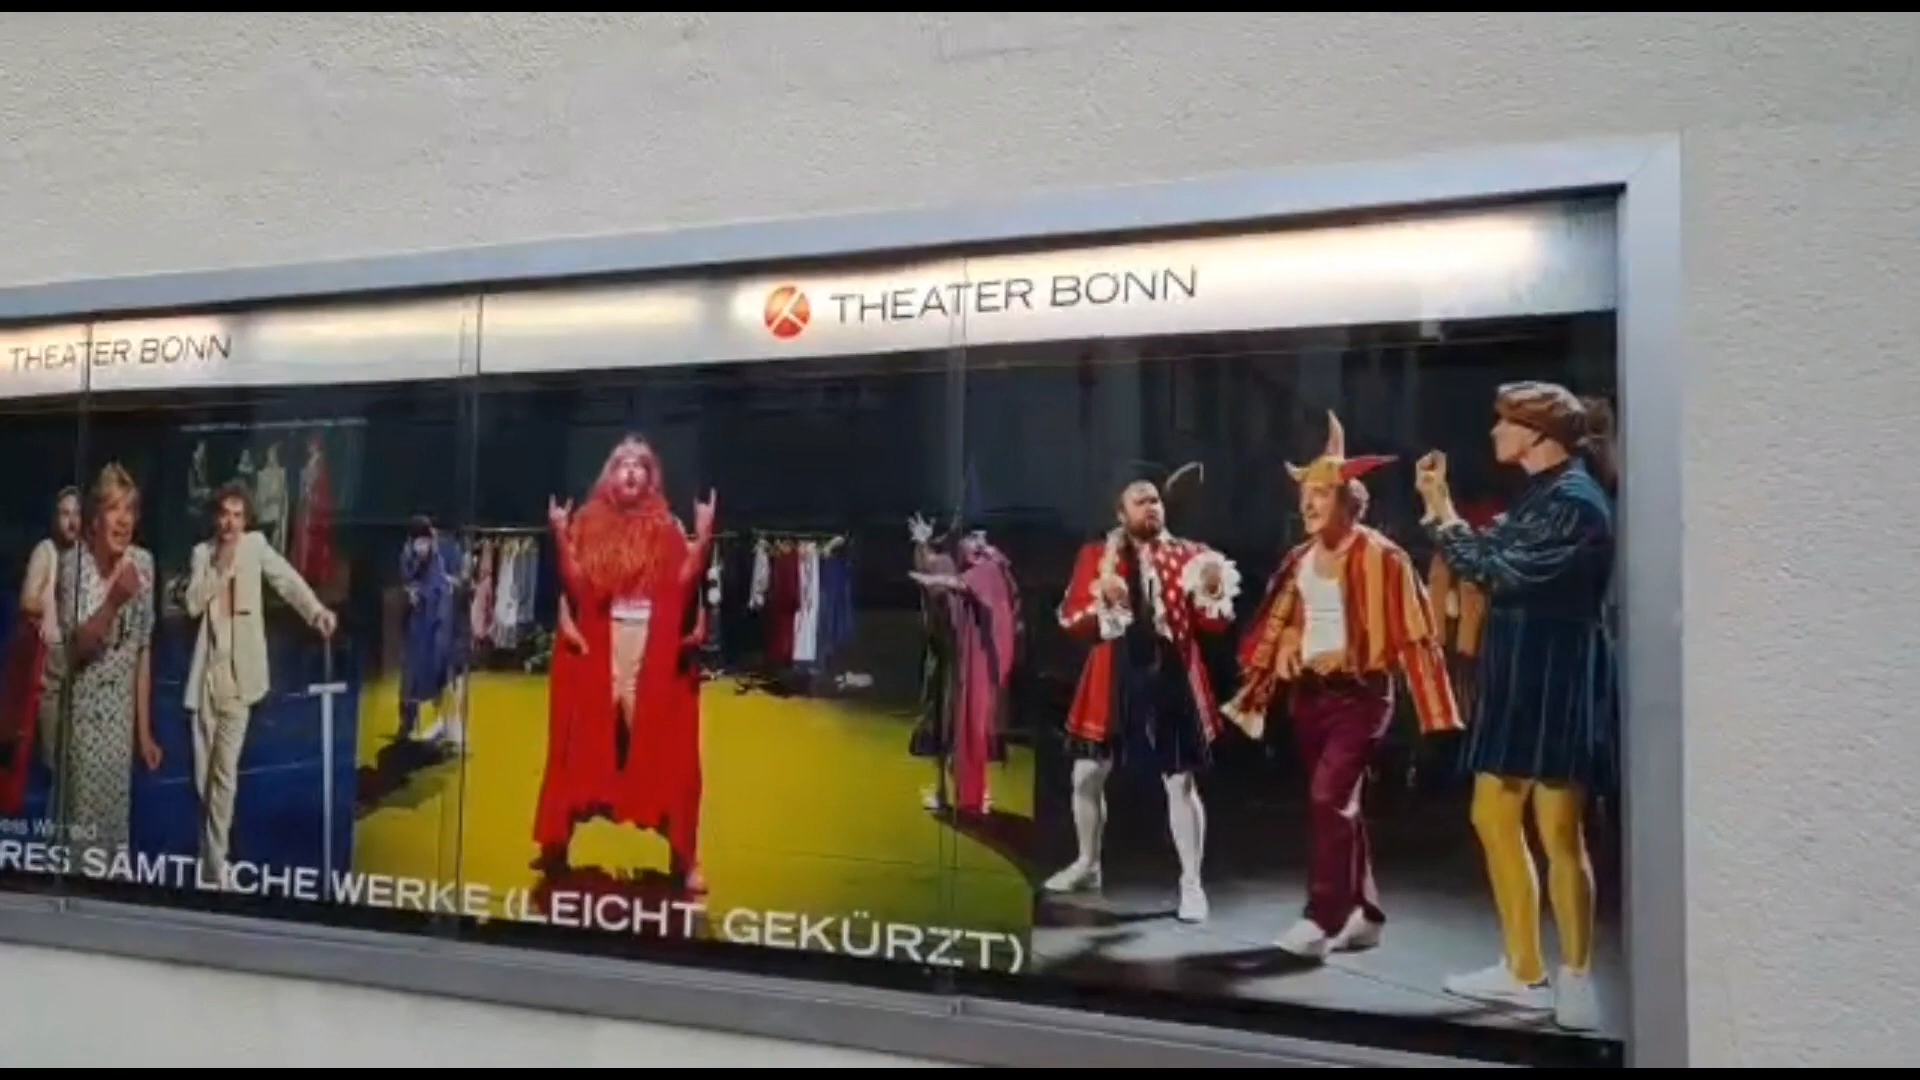 THEATER BONN
THEATER BONN
RES SÄMTLICHE WERKE (LEICHT GEKÜRZT)